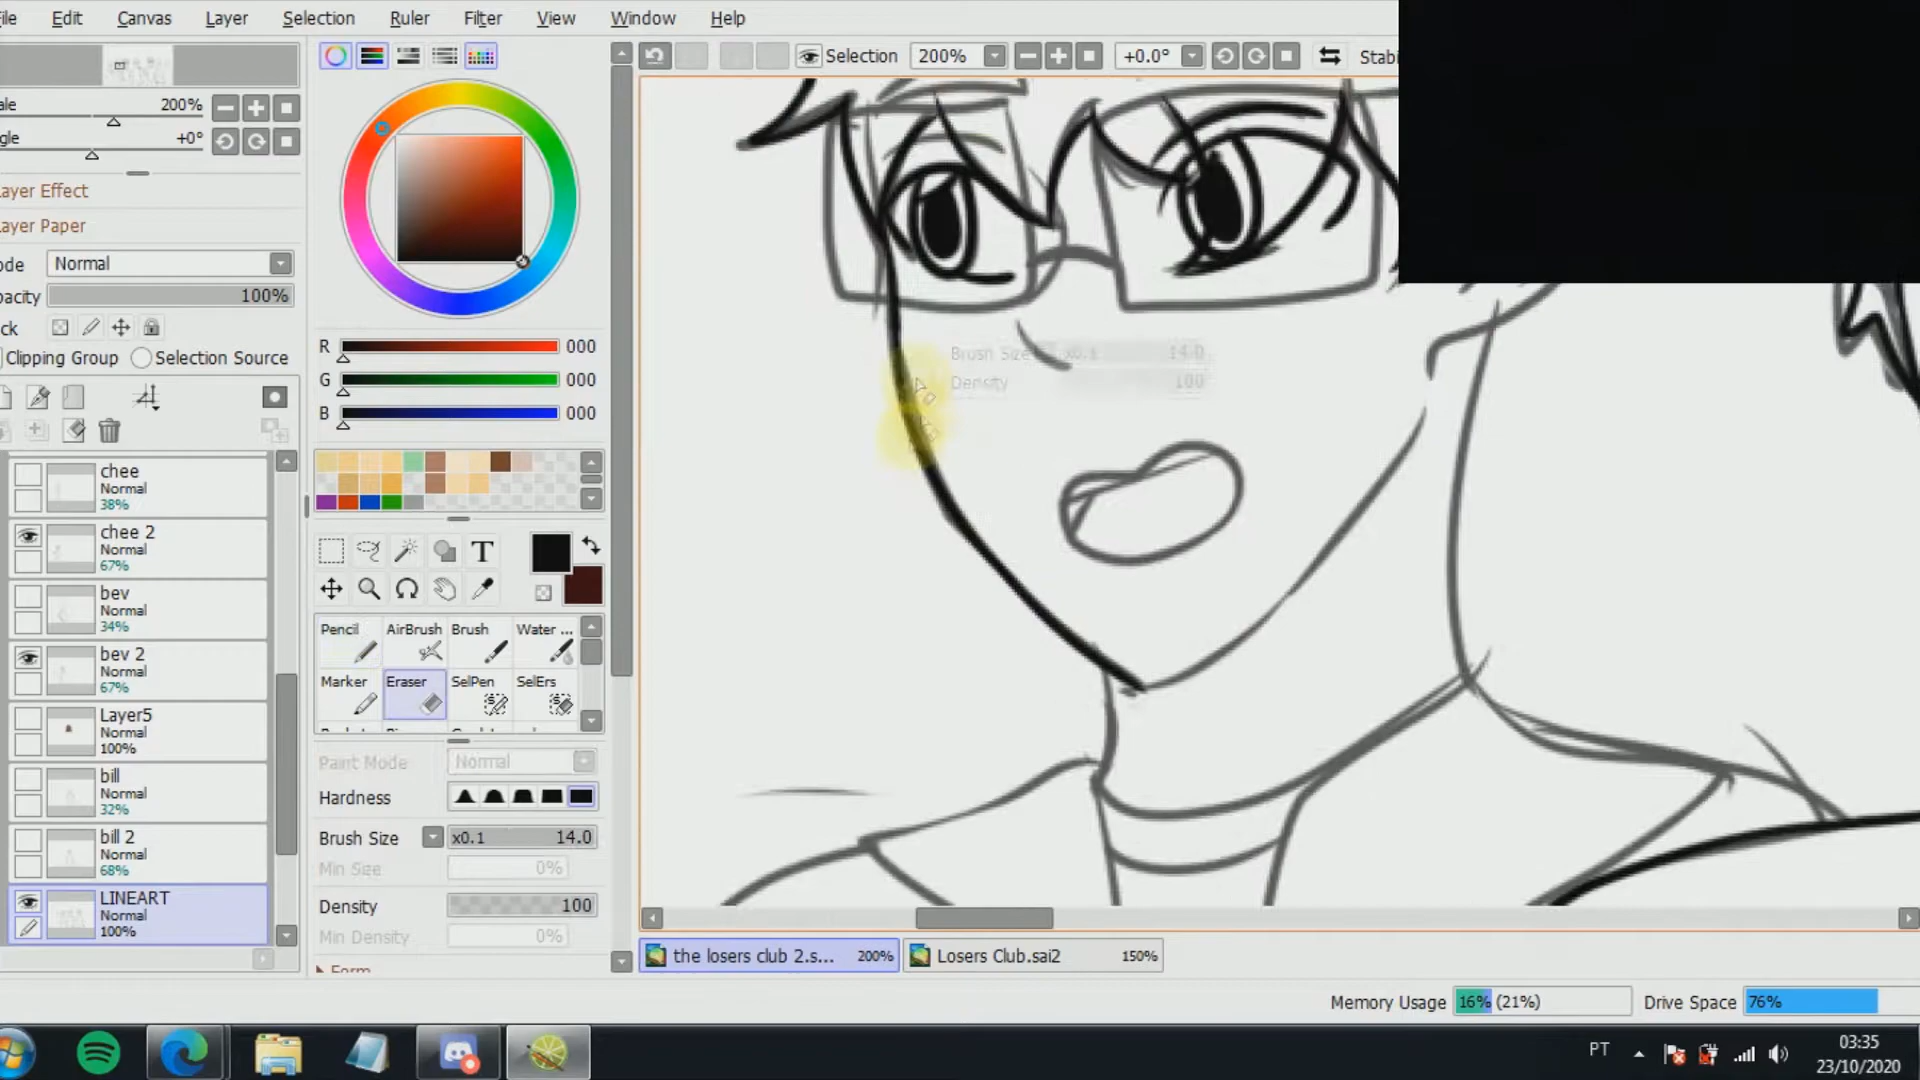 ile Edit Canvas Layer Selection Ruler Filter View Window Help
Selection 200% +0.0° Stabi
ale 200%
ngle +0°
ayer Effect
ayer Paper
ode Normal
pacity 100%
ck
Clipping Group Selection Source
R 000
G 000
B 000
chee
Normal
38%
chee 2
Normal
67%
bev
Normal
34%
bev 2
Normal
67%
Layer5
Normal
100%
bill
Normal
32%
bill 2
Normal
68%
LINEART
Normal
100%
T
Pencil AirBrush Brush Water ...
Marker Eraser SelPen SelErs
Paint Mode Normal
Hardness
Brush Size x0.1 14.0
Min Size 0%
Density 100
Min Density 0%
Form
Brush Size x0.1 14.0
Density 100
the losers club 2.s... 200% Losers Club.sai2 150%
Memory Usage 16% (21%) Drive Space 76%
PT
03:35
23/10/2020